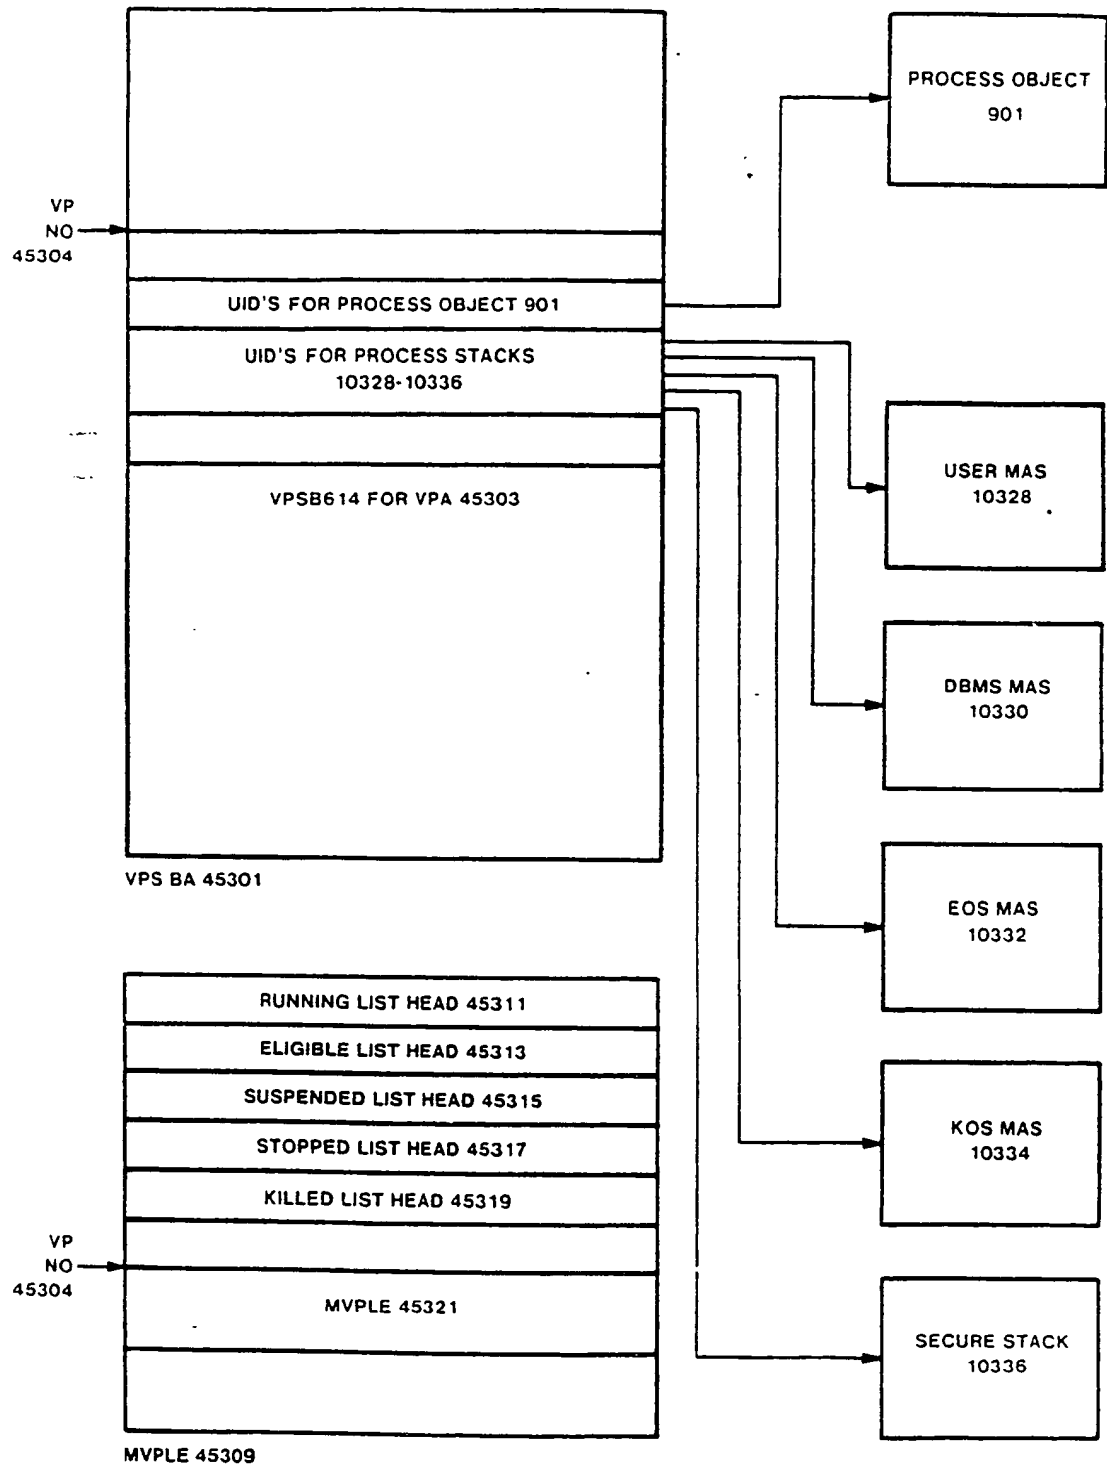 PROCESS OBJECT
901
VP
NO
45304
UID'S FOR PROCESS OBJECT 901
UID'S FOR PROCESS STACKS
10328-10336
VPSB614 FOR VPA 45303
USER MAS
10328
DBMS MAS
10330
VPS BA 45301
EOS MAS
10332
RUNNING LIST HEAD 45311
ELIGIBLE LIST HEAD 45313
SUSPENDED LIST HEAD 45315
STOPPED LIST HEAD 45317
KILLED LIST HEAD 45319
KOS MAS
10334
VP
NO
45304
MVPLE 45321
SECURE STACK
10336
MVPLE 45309